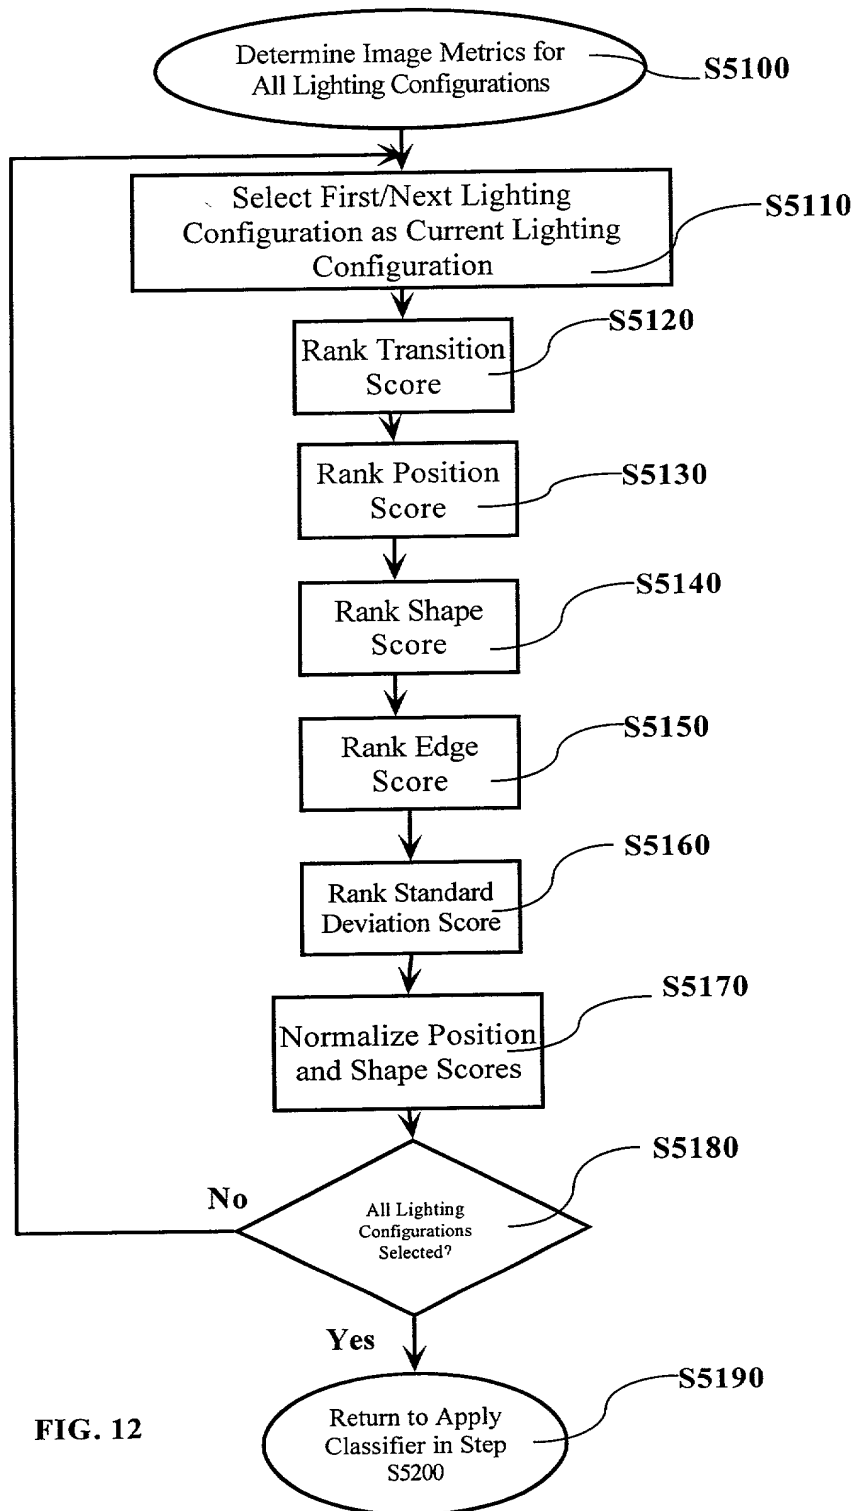 Determine Image Metrics for
All Lighting Configurations
S5100
Select First/Next Lighting
Configuration as Current Lighting
Configuration
S5110
Rank Transition
Score
S5120
Rank Position
Score
S5130
Rank Shape
Score
S5140
Rank Edge
Score
S5150
Rank Standard
Deviation Score
S5160
Normalize Position
and Shape Scores
S5170
All Lighting
Configurations
Selected?
S5180
No
Yes
Return to Apply
Classifier in Step
S5200
S5190
FIG. 12